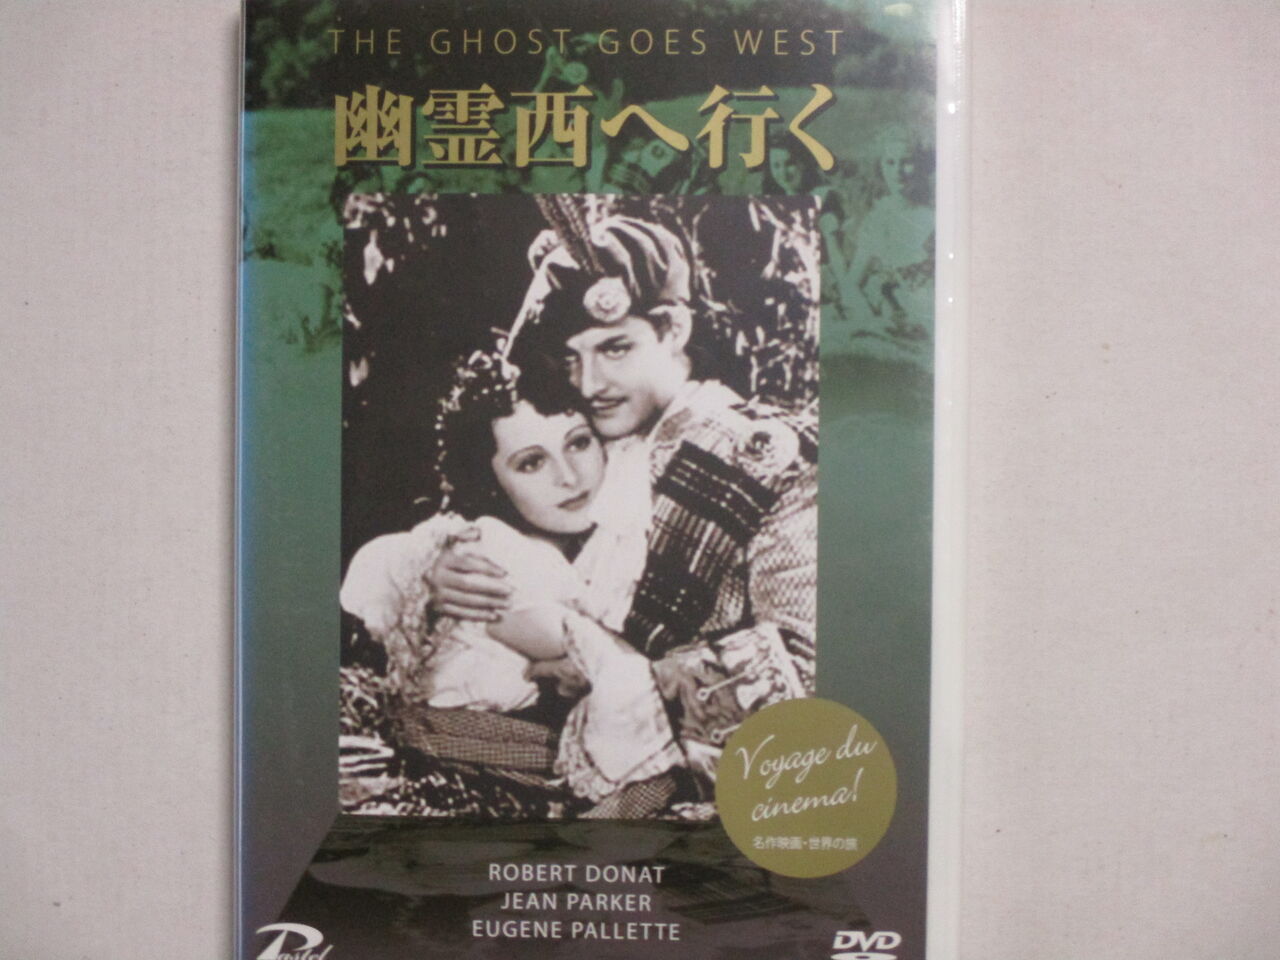 THE GHOST GOES WEST
幽霊西へ行く
Voyage du
cinema!
名作映画・世界の旅
ROBERT DONAT
JEAN PARKER
EUGENE PALLETTE
Pastel
DVD